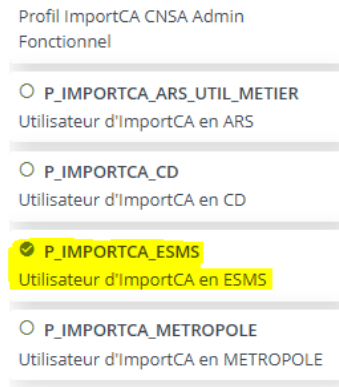 Profil ImportCA CNSA Admin
Fonctionnel
P_IMPORTCA_ARS_UTIL_METIER
Utilisateur d'ImportCA en ARS
P_IMPORTCA_CD
Utilisateur d'ImportCA en CD
P_IMPORTCA_ESMS
Utilisateur d'ImportCA en ESMS
P_IMPORTCA_METROPOLE
Utilisateur d'ImportCA en METROPOLE